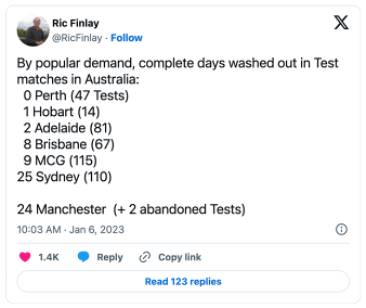 Ric Finlay
@RicFinlay · Follow
By popular demand, complete days washed out in Test
matches in Australia:
0 Perth (47 Tests)
1 Hobart (14)
2 Adelaide (81)
8 Brisbane (67)
9 MCG (115)
25 Sydney (110)
24 Manchester (+ 2 abandoned Tests)
10:03 AM · Jan 6, 2023
1.4K Reply Copy link
Read 123 replies